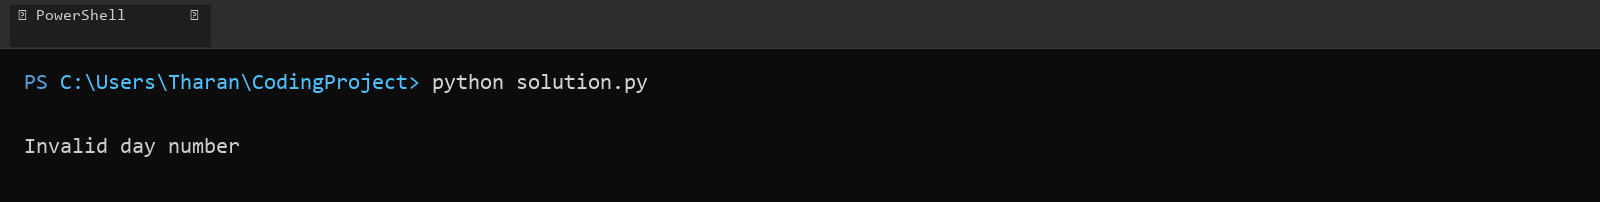 PowerShell
PS C:\Users\Tharan\CodingProject> python solution.py
Invalid day number